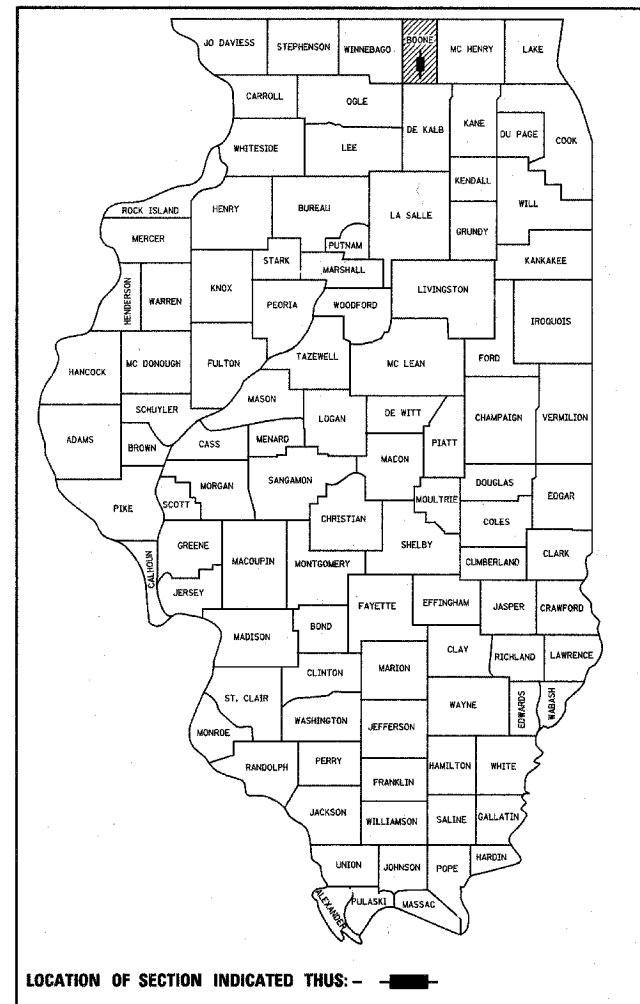 JO DAVIESS STEPHENSON WINNEBAGO BOONE MC HENRY LAKE
CARROLL OGLE DE KALB KANE DU PAGE COOK
WHITESIDE LEE
KENDALL
ROCK ISLAND HENRY BUREAU LA SALLE WILL
MERCER PUTNAM GRUNDY
STARK MARSHALL KANKAKEE
HENDERSON WARREN KNOX PEORIA WOODFORD LIVINGSTON IROQUOIS
HANCOCK MC DONOUGH FULTON TAZEWELL MC LEAN FORD
MASON
SCHUYLER LOGAN DE WITT CHAMPAIGN VERMILION
ADAMS BROWN CASS MENARD MACON PIATT
MORGAN SANGAMON DOUGLAS
PIKE SCOTT MOULTRIE EDGAR
CHRISTIAN COLES
GREENE MACOUPIN MONTGOMERY SHELBY CUMBERLAND CLARK
CALHOUN JERSEY
FAYETTE EFFINGHAM JASPER CRAWFORD
MADISON BOND
CLAY RICHLAND LAWRENCE
CLINTON MARION
ST. CLAIR WAYNE EDWARDS WABASH
WASHINGTON JEFFERSON
MONROE
RANDOLPH PERRY HAMILTON WHITE
FRANKLIN
JACKSON WILLIAMSON SALINE GALLATIN
UNION JOHNSON POPE HARDIN
ALEXANDER PULASKI MASSAC
LOCATION OF SECTION INDICATED THUS: -